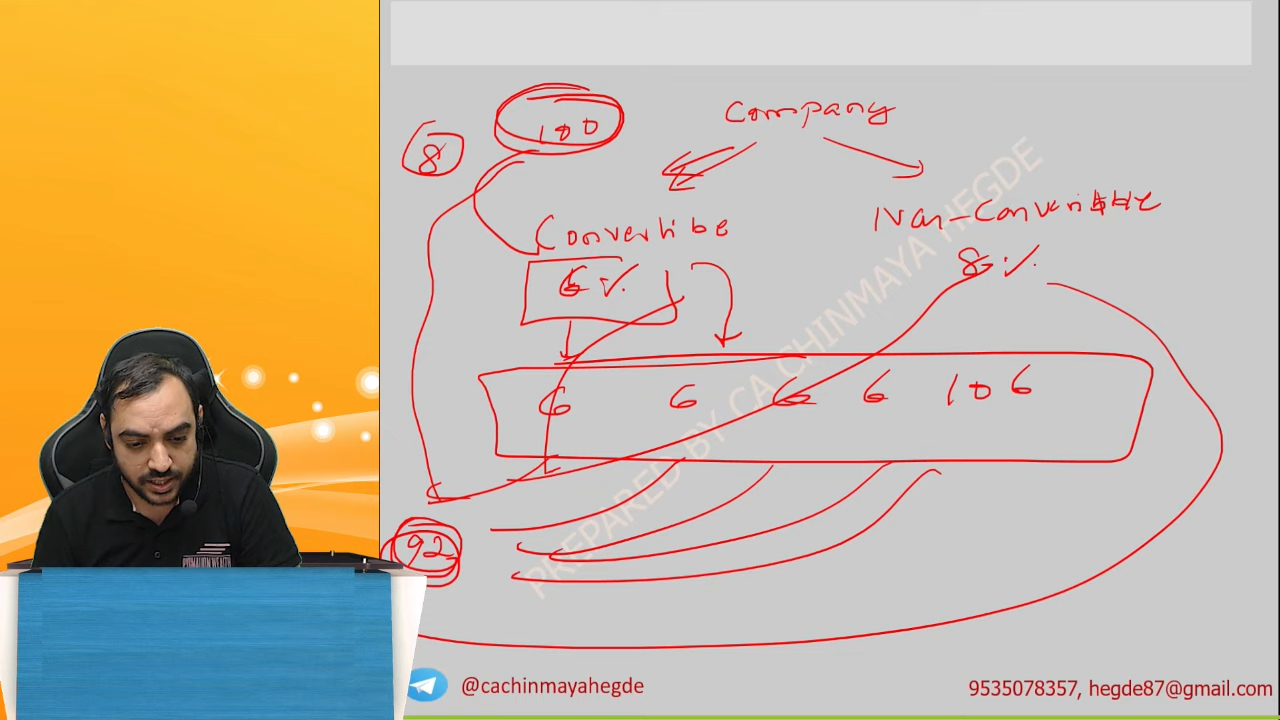 100
Company
8
Convertibe
Non-Convertible
6%
8%
6 6 6 6 106
92
PREPARED BY CA CHINMAYA HEGDE
@cachinmayahegde
9535078357, hegde87@gmail.com